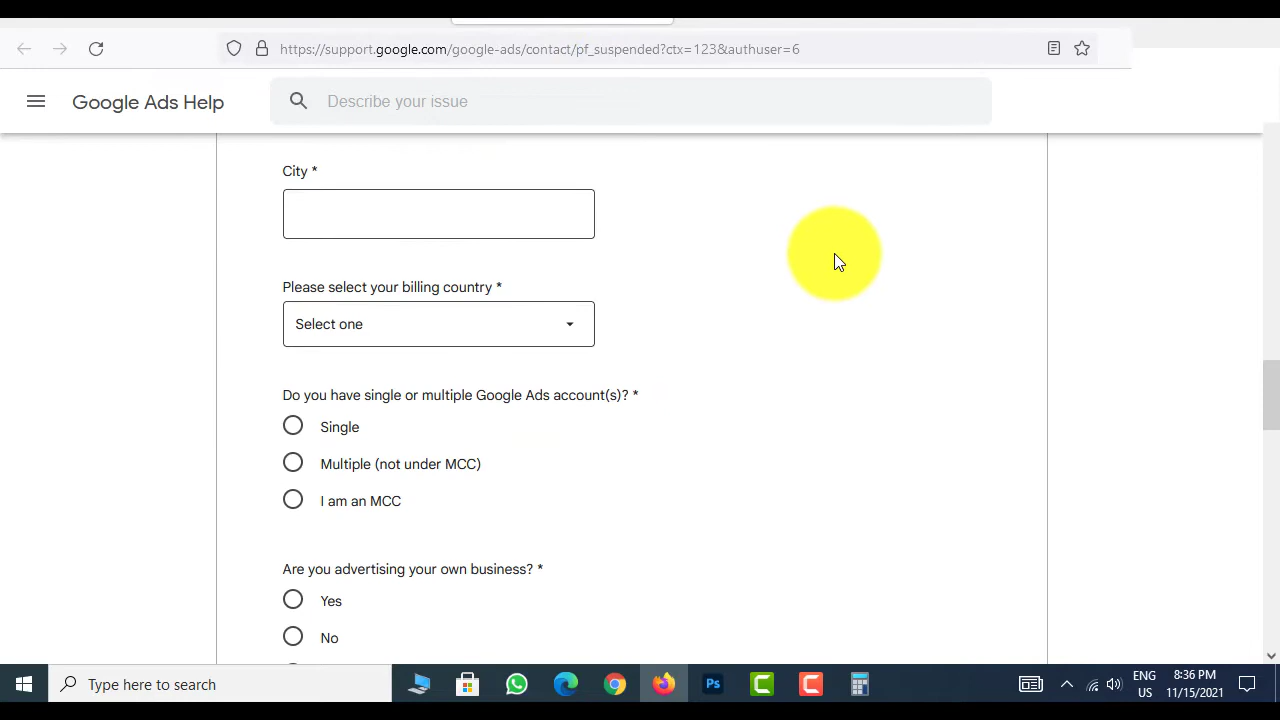 https://support.google.com/google-ads/contact/pf_suspended?ctx=123&authuser=6
Google Ads Help
Describe your issue
City *
Please select your billing country *
Select one
Do you have single or multiple Google Ads account(s)? *
Single
Multiple (not under MCC)
I am an MCC
Are you advertising your own business? *
Yes
No
Type here to search
Ps
C
C
ENG
US
8:36 PM
11/15/2021